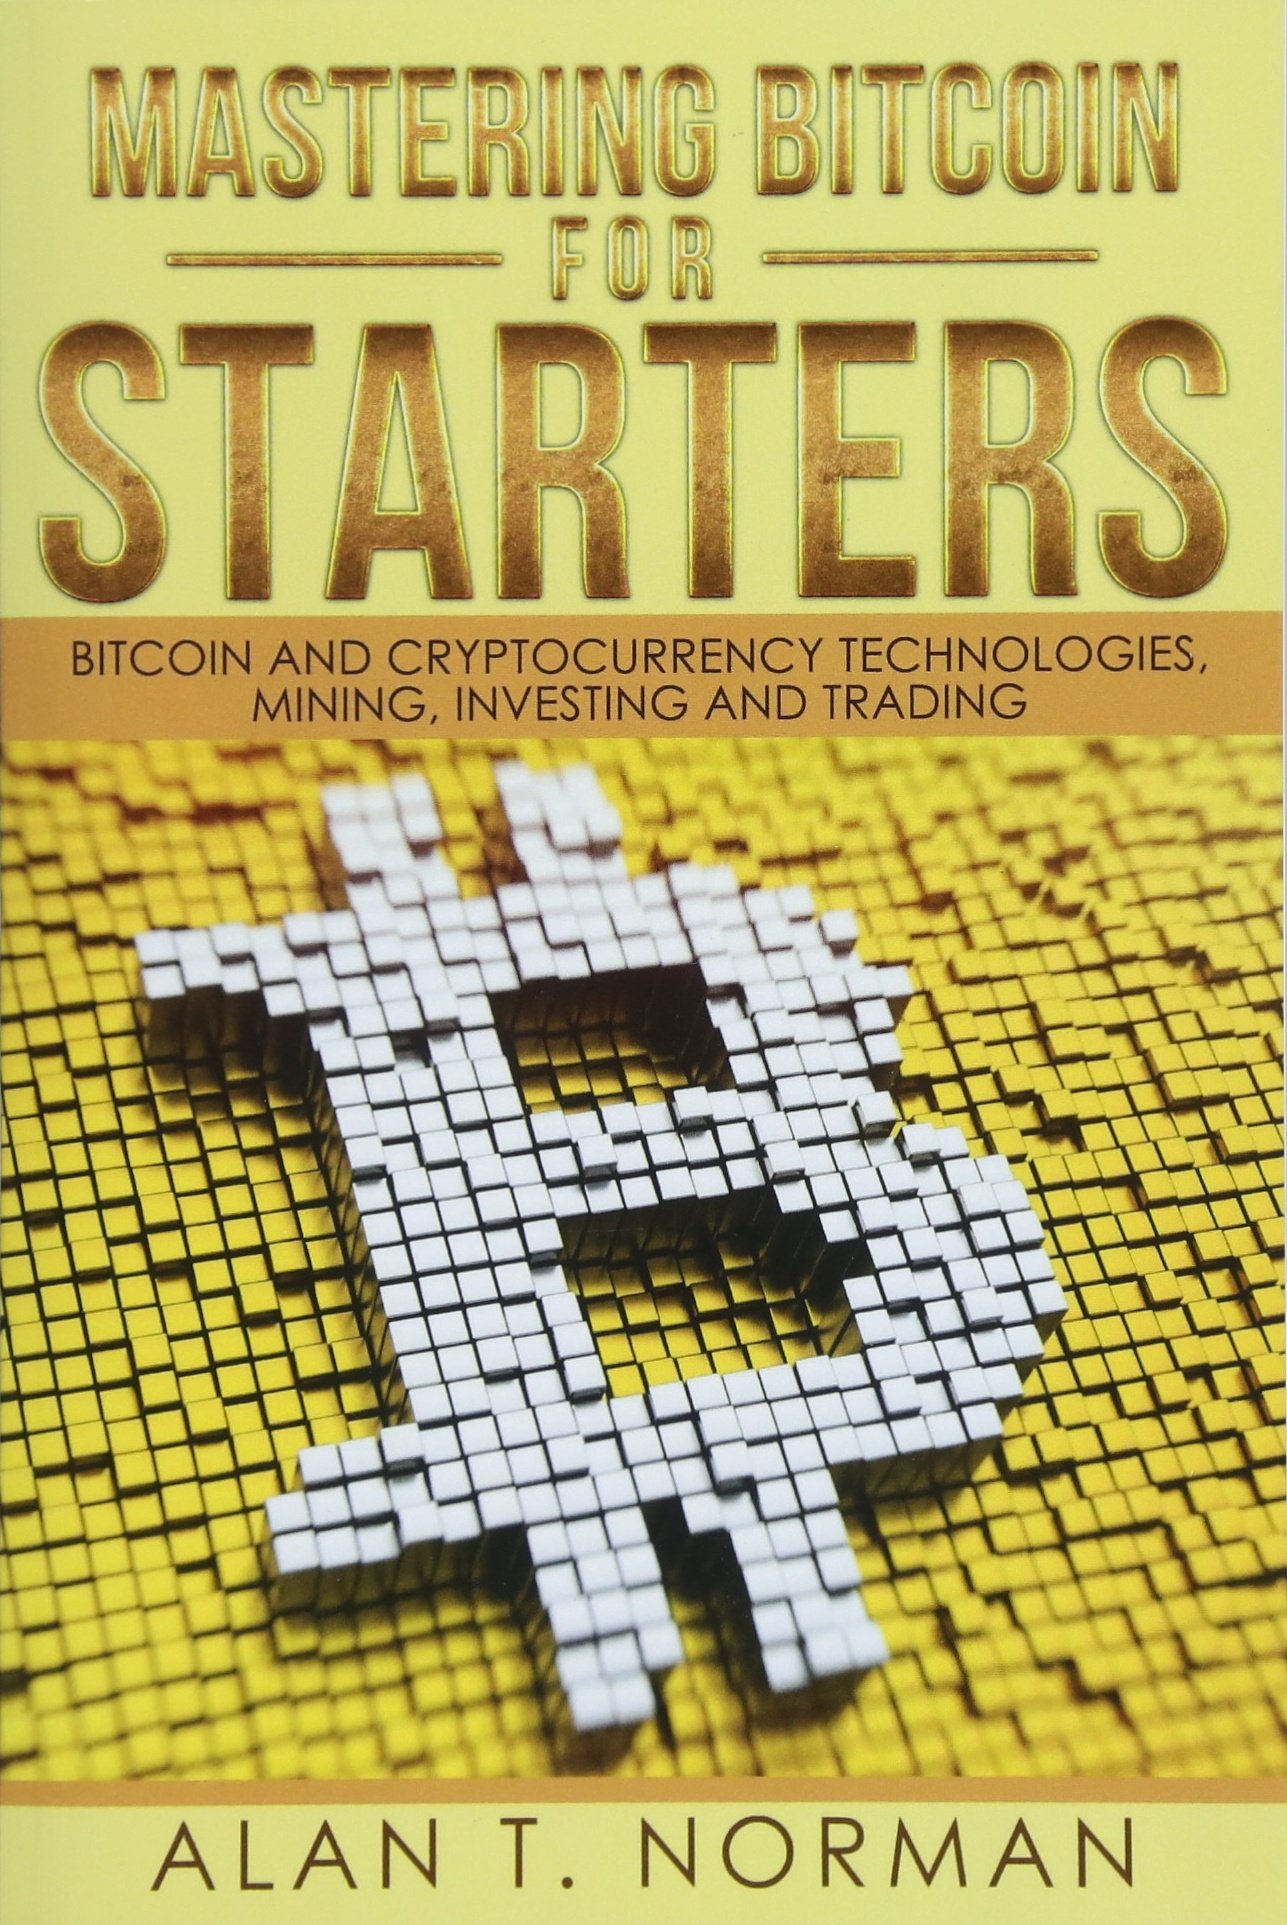 MASTERING BITCOIN
FOR
STARTERS
BITCOIN AND CRYPTOCURRENCY TECHNOLOGIES,
MINING, INVESTING AND TRADING
ALAN T. NORMAN